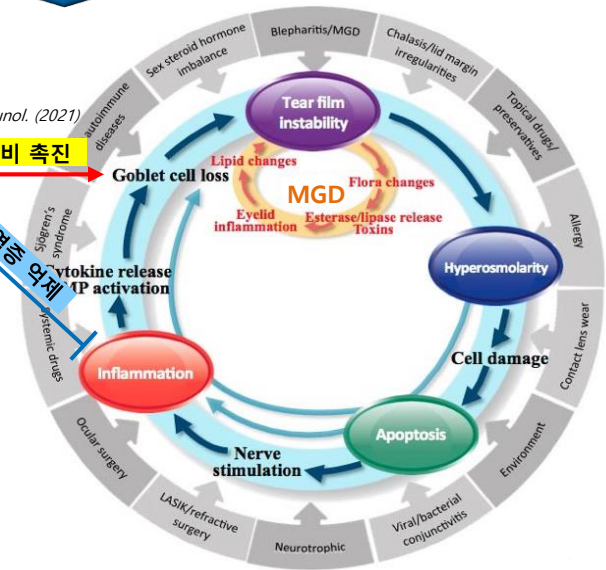 Blepharitis/MGD
Chalasis/lid margin
irregularities
Topical drugs/
preservatives
Allergy
Contact lens wear
Environment
Viral/bacterial
conjunctivitis
Neurotrophic
LASIK/refractive
surgery
Ocular surgery
systemic drugs
Sjögren's
syndrome
autoimmune
diseases
Sex steroid hormone
imbalance
unol. (2021)
비 촉진
염증 억제
Tear film
instability
Hyperosmolarity
Cell damage
Apoptosis
Nerve
stimulation
Inflammation
ytokine release
MP activation
Goblet cell loss
Lipid changes
Flora changes
MGD
Eyelid
inflammation
Esterase/lipase release
Toxins